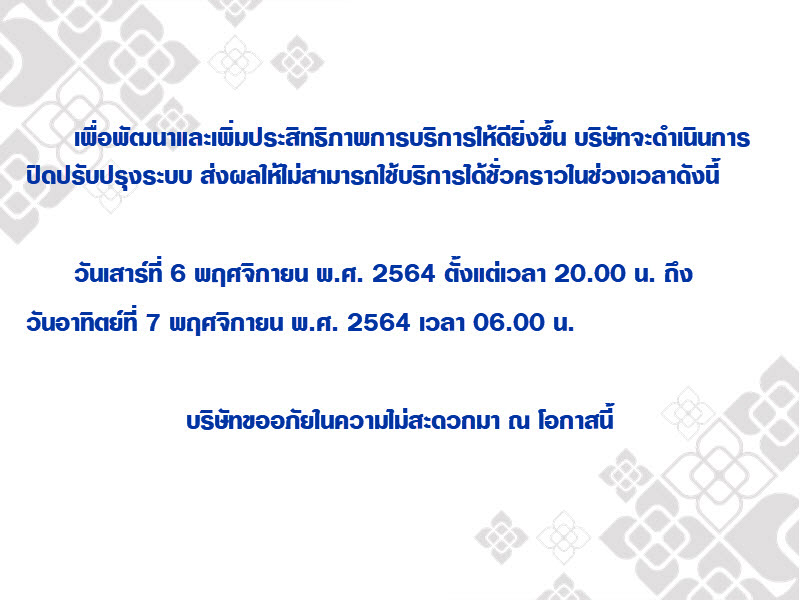 เพื่อพัฒนาและเพิ่มประสิทธิภาพการบริการให้ดียิ่งขึ้น บริษัทจะดำเนินการ
ปิดปรับปรุงระบบ ส่งผลให้ไม่สามารถใช้บริการได้ชั่วคราวในช่วงเวลาดังนี้
วันเสาร์ที่ 6 พฤศจิกายน พ.ศ. 2564 ตั้งแต่เวลา 20.00 น. ถึง
วันอาทิตย์ที่ 7 พฤศจิกายน พ.ศ. 2564 เวลา 06.00 น.
บริษัทขออภัยในความไม่สะดวกมา ณ โอกาสนี้